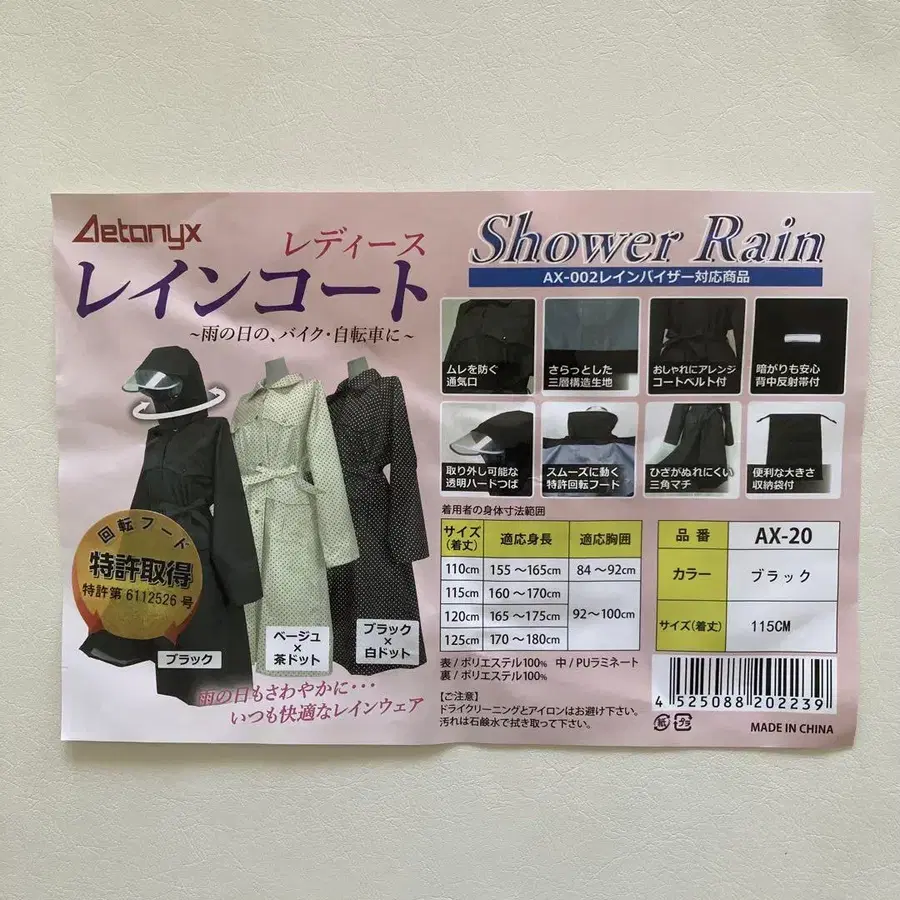 Aetonyx
レディース
レインコート
~雨の日の、バイク・自転車に~
回転フード
特許取得
特許第6112526号
ブラック
ベージュ
×
茶ドット
ブラック
×
白ドット
雨の日もさわやかに・・・
いつも快適なレインウェア
Shower Rain
AX-002レインバイザー対応商品
ムレを防ぐ
通気口
さらっとした
三層構造生地
おしゃれにアレンジ
コートベルト付
暗がりも安心
背中反射帯付
取り外し可能な
透明ハードつば
スムーズに動く
特許回転フード
ひざがぬれにくい
三角マチ
便利な大きさ
収納袋付
着用者の身体寸法範囲
サイズ(着丈) 適応身長 適応胸囲
110cm 155~165cm 84~92cm
115cm 160~170cm
120cm 165~175cm 92~100cm
125cm 170~180cm
表/ポリエステル100% 中/PUラミネート
裏/ポリエステル100%
【ご注意】
ドライクリーニングとアイロンはお避け下さい。
汚れは石鹸水で拭き取って下さい。
品番 AX-20
カラー ブラック
サイズ(着丈) 115CM
4 525088 202239
紙 プラ
MADE IN CHINA